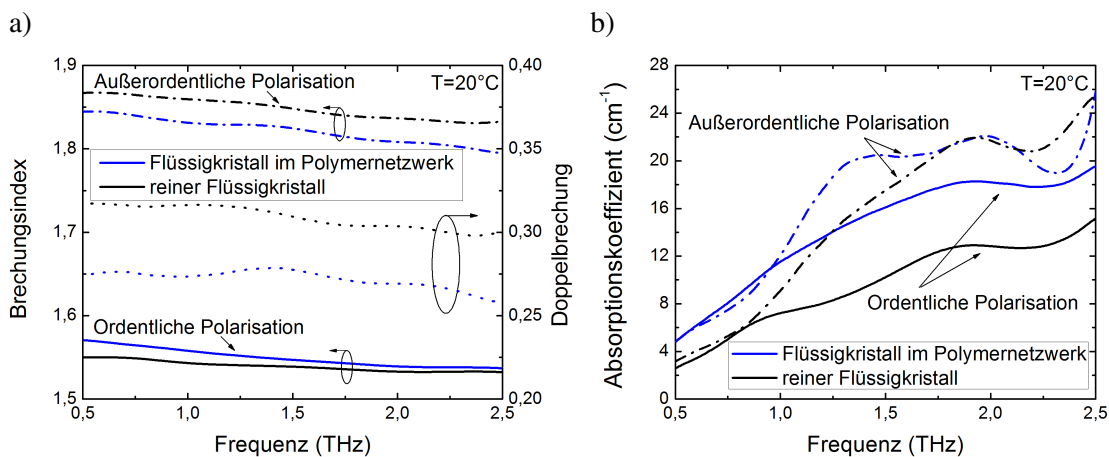 a)
1,9
1,8
1,7
1,6
1,5
Brechungsindex
Außerordentliche Polarisation
T=20°C
Flüssigkristall im Polymernetzwerk
reiner Flüssigkristall
Ordentliche Polarisation
0,40
0,35
0,30
0,25
0,20
Doppelbrechung
0,5 1,0 1,5 2,0 2,5
Frequenz (THz)
b)
28
24
20
16
12
8
4
0
Absorptionskoeffizient (cm⁻¹)
T=20°C
Außerordentliche Polarisation
Ordentliche Polarisation
Flüssigkristall im Polymernetzwerk
reiner Flüssigkristall
0,5 1,0 1,5 2,0 2,5
Frequenz (THz)